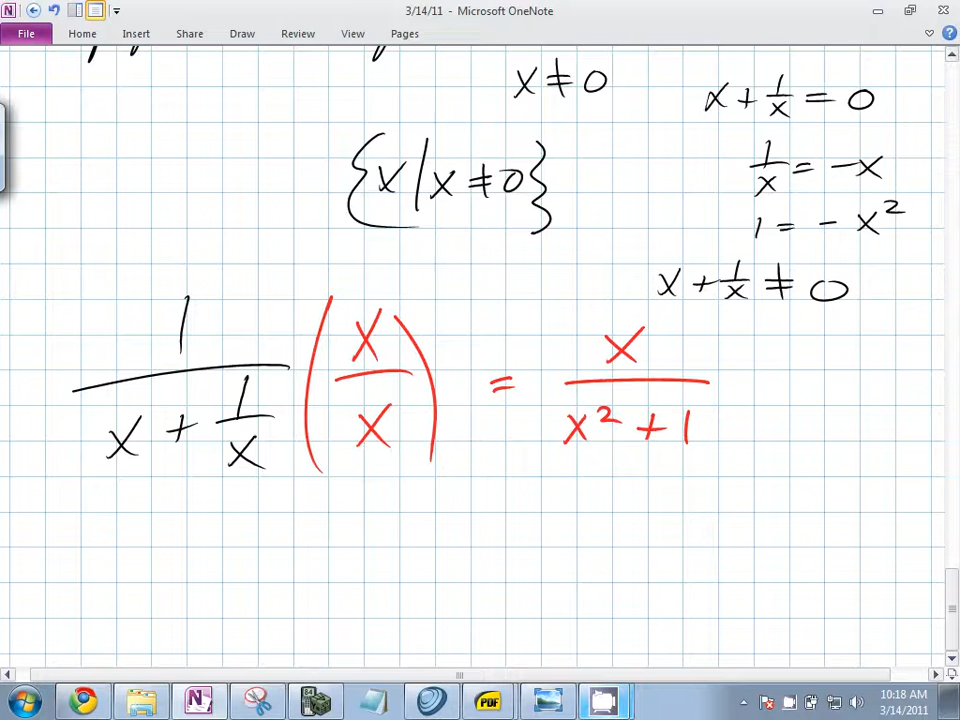 3/14/11 - Microsoft OneNote
File Home Insert Share Draw Review View Pages
x ≠ 0
{x | x ≠ 0}
x + 1/x = 0
1/x = -x
1 = -x²
x + 1/x ≠ 0
1/(x + 1/x) (x/x) = x/(x² + 1)
PDF
10:18 AM
3/14/2011